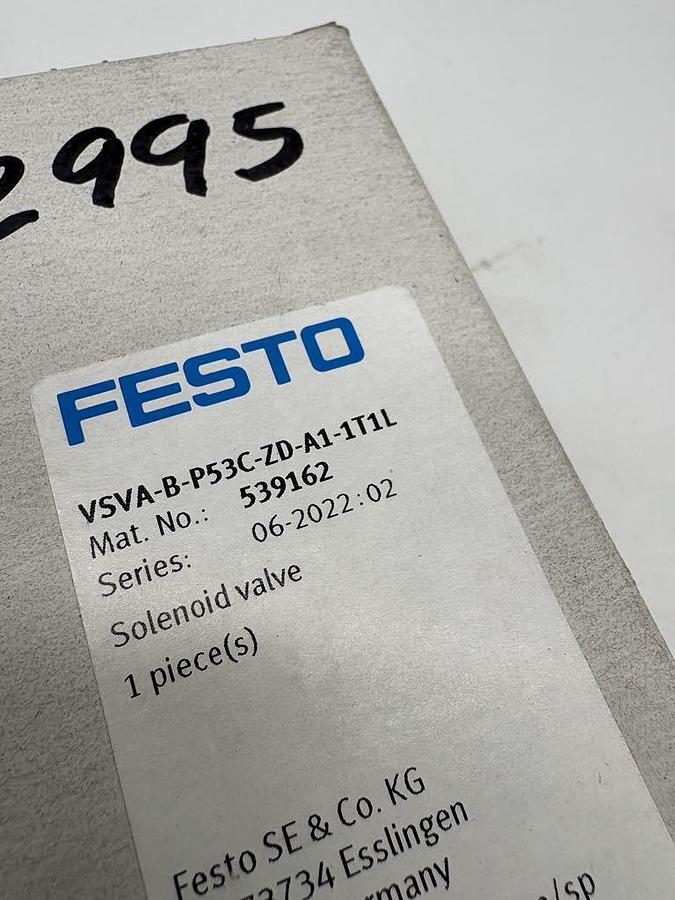 2995
FESTO
VSVA-B-P53C-ZD-A1-1T1L
Mat. No.: 539162
Series: 06-2022:02
Solenoid valve
1 piece(s)
Festo SE & Co. KG
73734 Esslingen